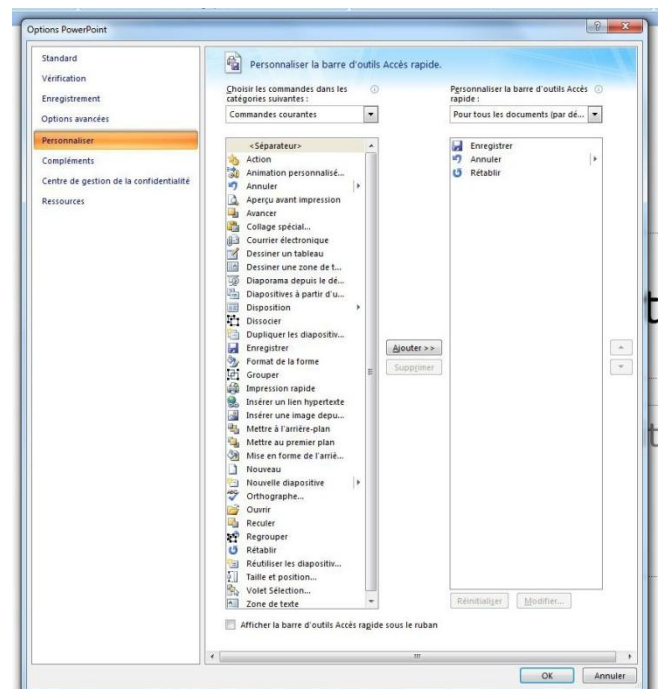 Options PowerPoint
Standard
Vérification
Enregistrement
Options avancées
Personnaliser
Compléments
Centre de gestion de la confidentialité
Ressources
Personnaliser la barre d'outils Accès rapide.
Choisir les commandes dans les
catégories suivantes :
Commandes courantes
<Séparateur>
Action
Animation personnalisé...
Annuler
Aperçu avant impression
Avancer
Collage spécial...
Courrier électronique
Dessiner un tableau
Dessiner une zone de t...
Diaporama depuis le dé...
Diapositives à partir d'u...
Disposition
Dissocier
Dupliquer les diapositiv...
Enregistrer
Format de la forme
Grouper
Impression rapide
Insérer un lien hypertexte
Insérer une image depu...
Mettre à l'arrière-plan
Mettre au premier plan
Mise en forme de l'arriè...
Nouveau
Nouvelle diapositive
Orthographe...
Ouvrir
Reculer
Regrouper
Rétablir
Réutiliser les diapositiv...
Taille et position...
Volet Sélection...
Zone de texte
Ajouter >>
Supprimer
Personnaliser la barre d'outils Accès
rapide :
Pour tous les documents (par dé...
Enregistrer
Annuler
Rétablir
Réinitialiser
Modifier...
Afficher la barre d'outils Accès rapide sous le ruban
OK
Annuler